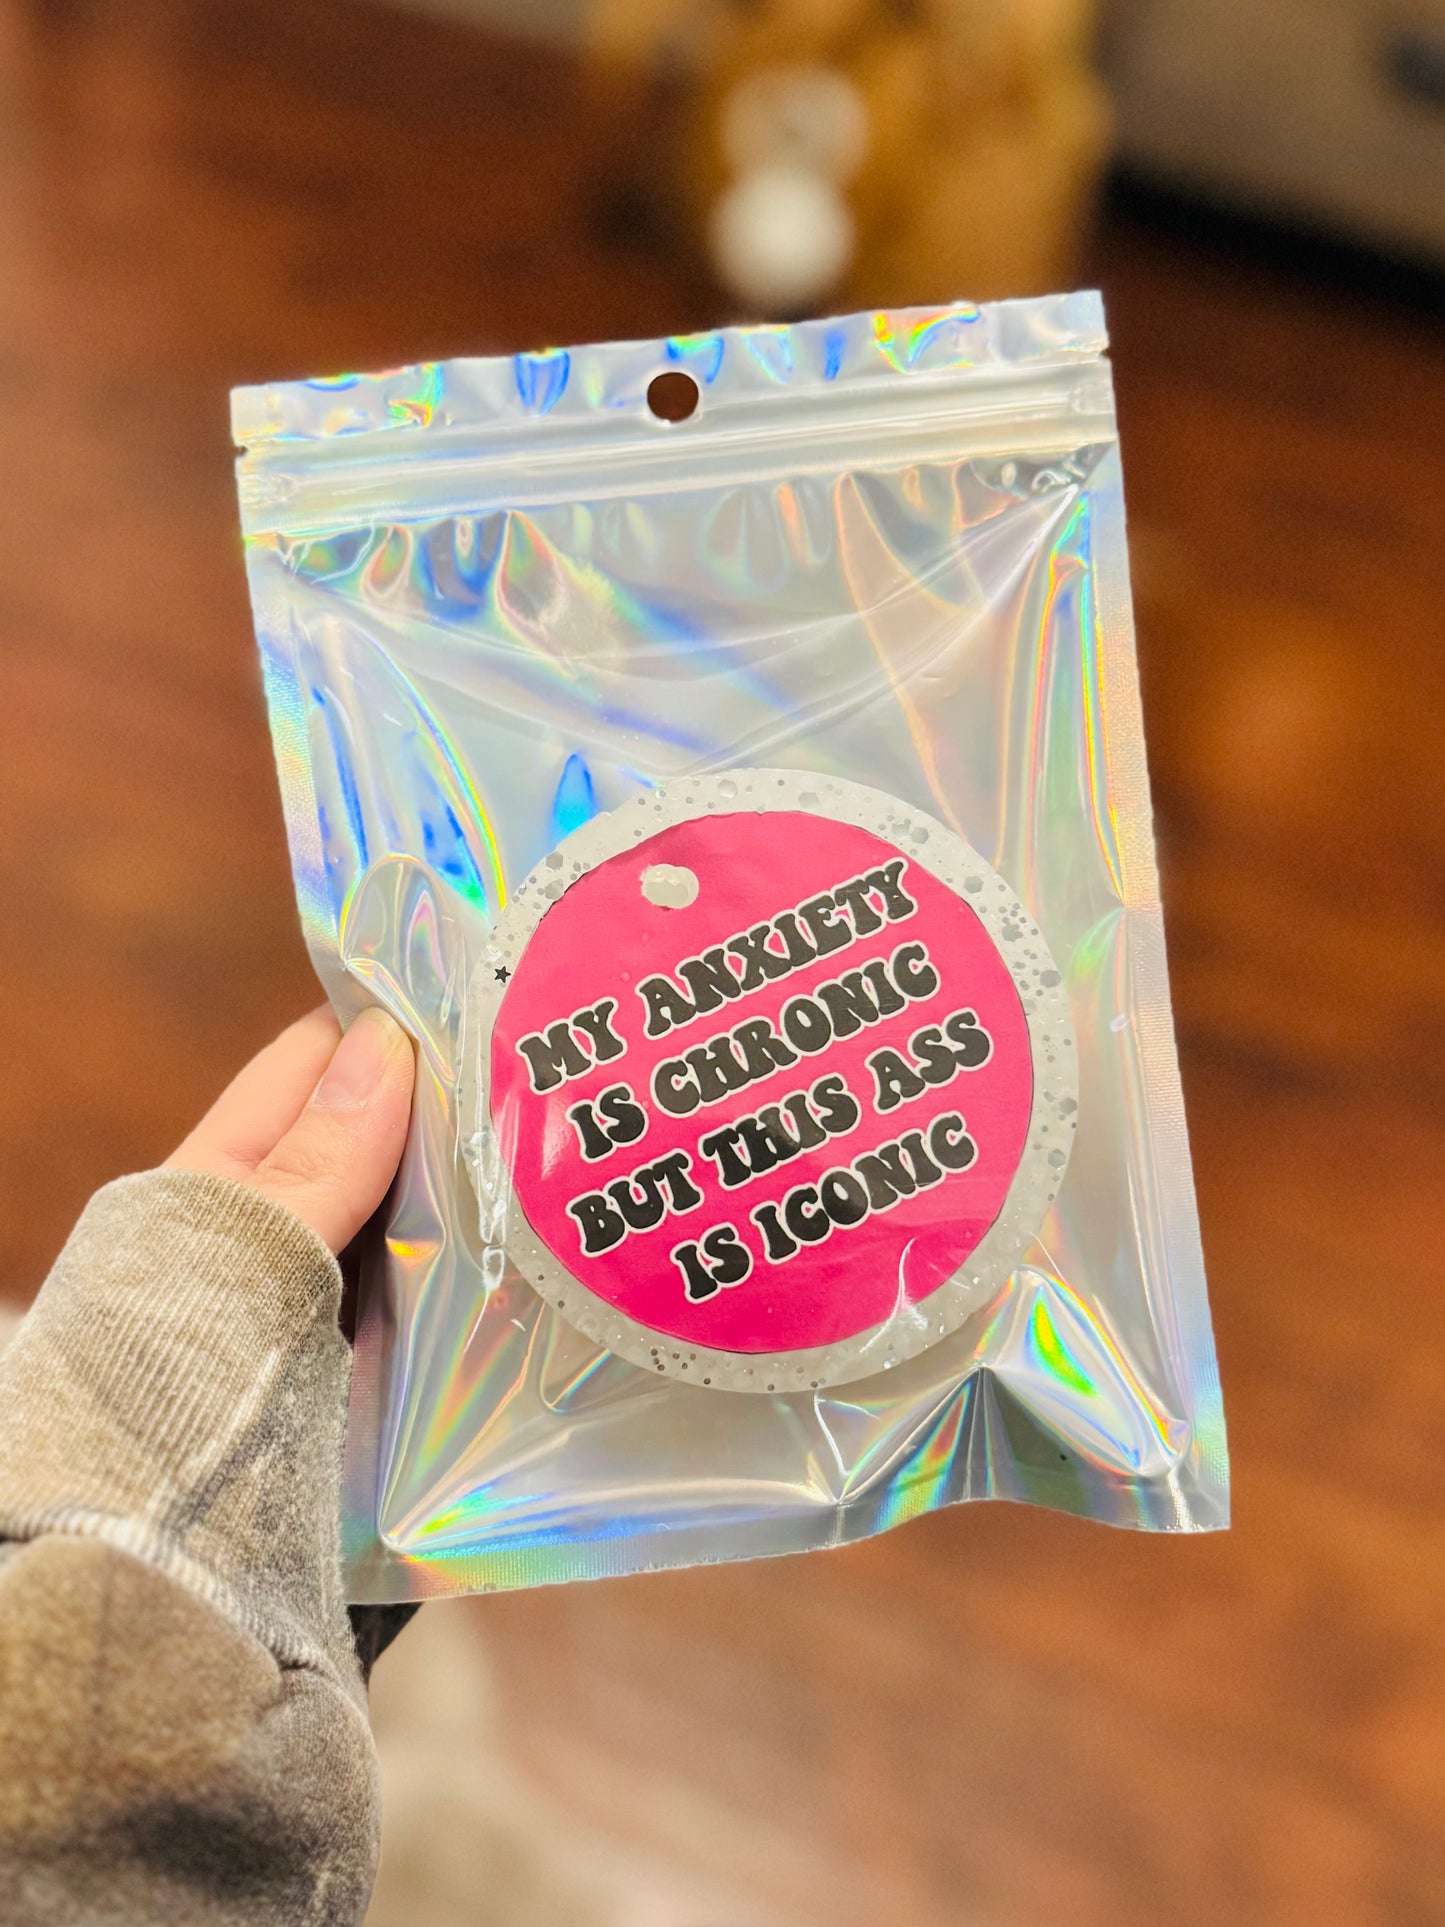 MY ANXIETY
IS CHRONIC
BUT THIS ASS
IS ICONIC